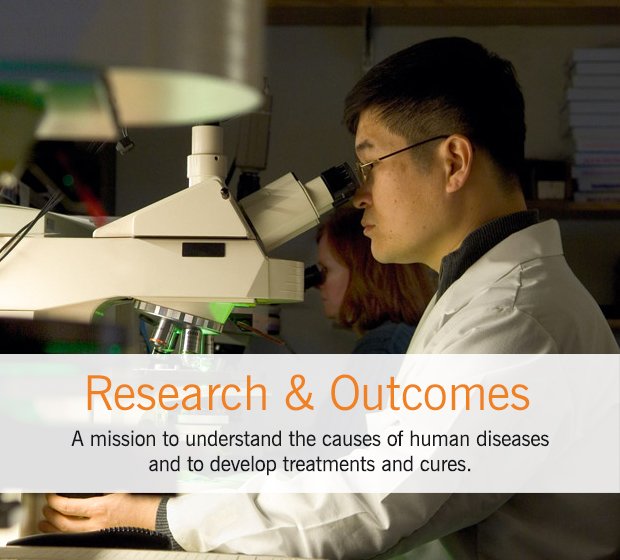 Research & Outcomes
A mission to understand the causes of human diseases
and to develop treatments and cures.